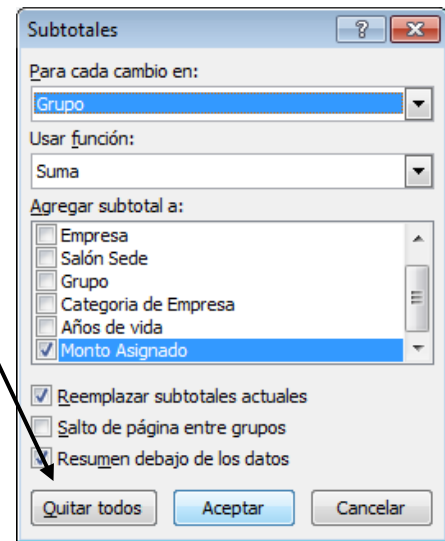 Subtotales
Para cada cambio en:
Grupo
Usar función:
Suma
Agregar subtotal a:
Empresa
Salón Sede
Grupo
Categoria de Empresa
Años de vida
Monto Asignado
Reemplazar subtotales actuales
Salto de página entre grupos
Resumen debajo de los datos
Quitar todos
Aceptar
Cancelar